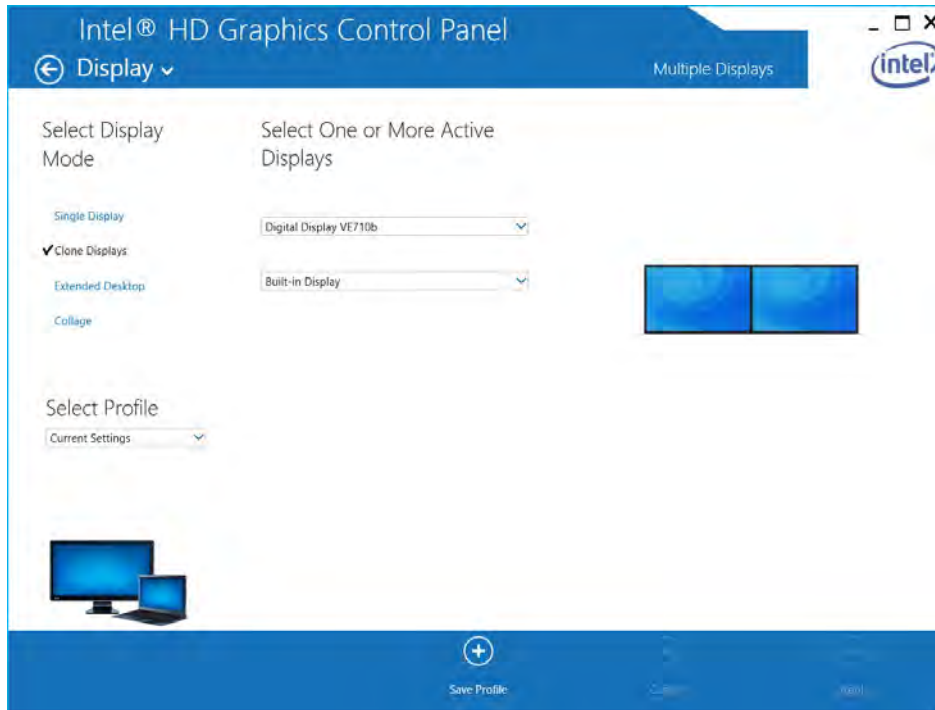 Intel® HD Graphics Control Panel
Display
Multiple Displays
intel
Select Display
Mode
Select One or More Active
Displays
Single Display
Digital Display VE710b
Clone Displays
Built-in Display
Extended Desktop
Collage
Select Profile
Current Settings
Save Profile